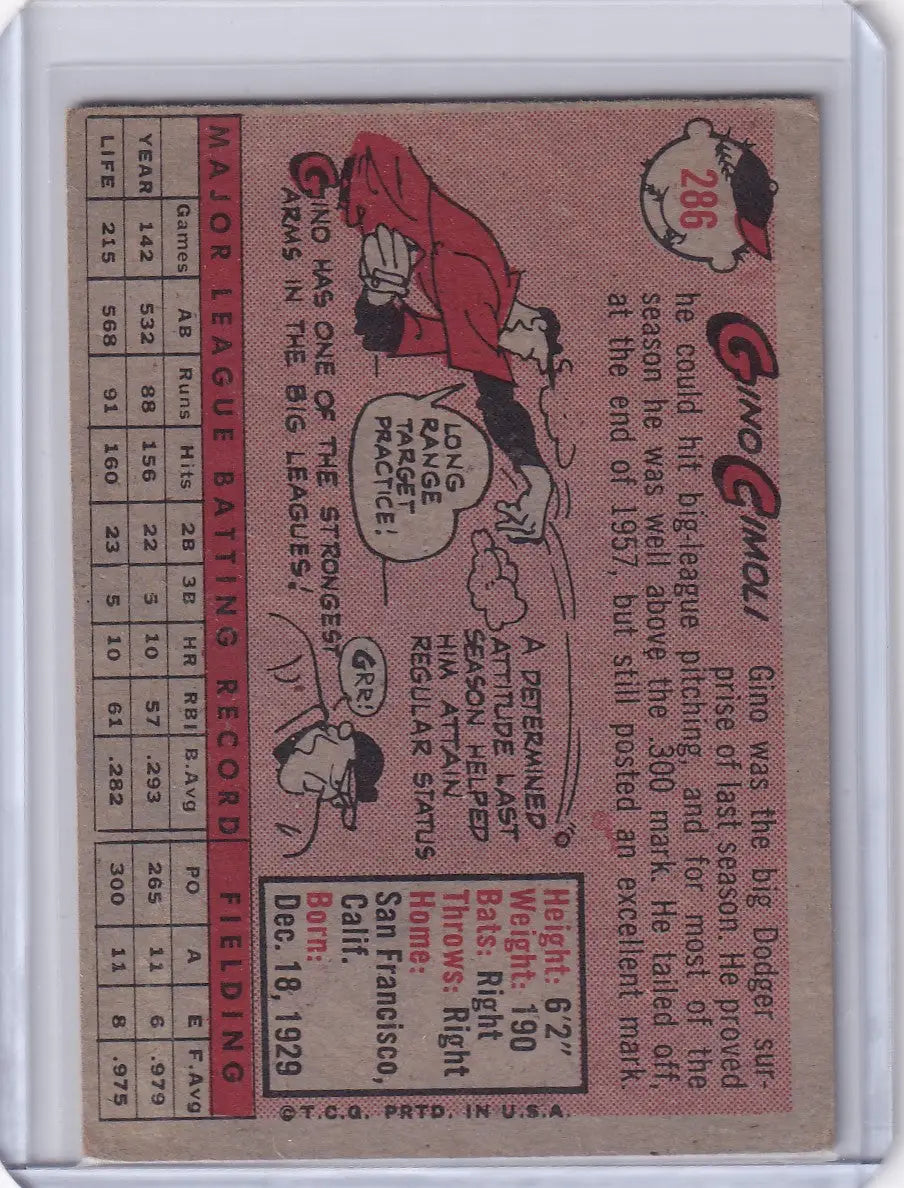 286
GINO CIMOLI
Gino was the big Dodger sur-
prise of last season. He proved
he could hit big-league pitching, and for most of the
season he was well above the .300 mark. He tailed off,
at the end of 1957, but still posted an excellent mark.
GINO HAS ONE OF THE STRONGEST
ARMS IN THE BIG LEAGUES!
LONG
RANGE
TARGET
PRACTICE!
A DETERMINED
ATTITUDE LAST
SEASON HELPED
HIM ATTAIN
REGULAR STATUS
GRR!
Height: 6'2"
Weight: 190
Bats: Right
Throws: Right
Home:
San Francisco,
Calif.
Born:
Dec. 18, 1929
©T.C.G. PRTD. IN U.S.A.
MAJOR LEAGUE BATTING RECORD FIELDING
Games AB Runs Hits 2B 3B HR RBI B.Avg PO A E F.Avg
YEAR 142 532 88 156 22 5 10 57 .293 265 11 6 .979
LIFE 215 568 91 160 23 5 10 61 .282 300 11 8 .975